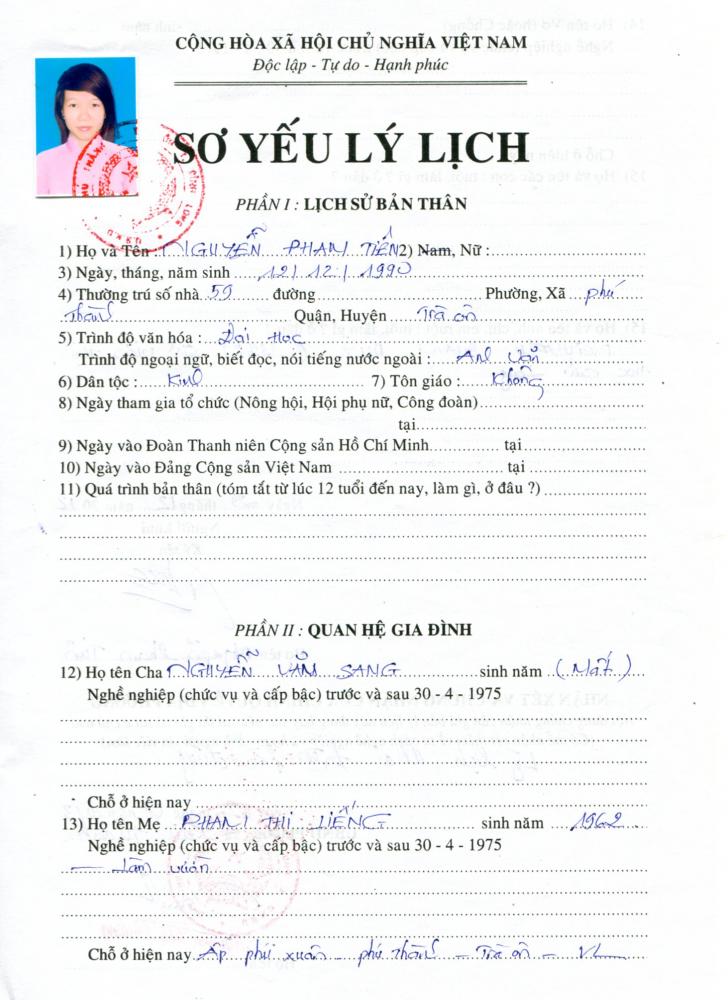 CỘNG HÒA XÃ HỘI CHỦ NGHĨA VIỆT NAM
Độc lập - Tự do - Hạnh phúc
SƠ YẾU LÝ LỊCH
PHẦN I : LỊCH SỬ BẢN THÂN
1) Họ và Tên : NGUYỄN PHAN TIẾN 2) Nam, Nữ :
3) Ngày, tháng, năm sinh 12 / 12 / 1990
4) Thường trú số nhà 59 đường Phường, Xã phú
Thành Quận, Huyện Trà ôn
5) Trình độ văn hóa : Đại Học
Trình độ ngoại ngữ, biết đọc, nói tiếng nước ngoài : Anh văn
6) Dân tộc : Kinh 7) Tôn giáo : Không
8) Ngày tham gia tổ chức (Nông hội, Hội phụ nữ, Công đoàn)
tại
9) Ngày vào Đoàn Thanh niên Cộng sản Hồ Chí Minh tại
10) Ngày vào Đảng Cộng sản Việt Nam tại
11) Quá trình bản thân (tóm tắt từ lúc 12 tuổi đến nay, làm gì, ở đâu ?)
PHẦN II : QUAN HỆ GIA ĐÌNH
12) Họ tên Cha NGUYỄN VĂN SANG sinh năm (Mất)
Nghề nghiệp (chức vụ và cấp bậc) trước và sau 30 - 4 - 1975
Chỗ ở hiện nay
13) Họ tên Mẹ PHAN THỊ LIẾNG sinh năm 1962
Nghề nghiệp (chức vụ và cấp bậc) trước và sau 30 - 4 - 1975
— Làm vườn
Chỗ ở hiện nay Ấp phú xuân – phú Thành – Trà ôn – VL